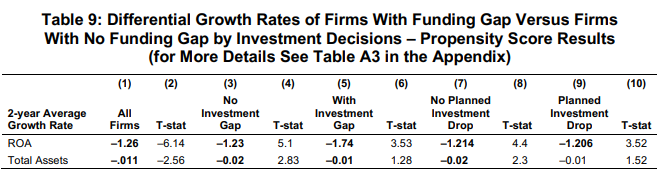 Table 9: Differential Growth Rates of Firms With Funding Gap Versus Firms
With No Funding Gap by Investment Decisions – Propensity Score Results
(for More Details See Table A3 in the Appendix)
(1) (2) (3) (4) (5) (6) (7) (8) (9) (10)
No With No Planned Planned
2-year Average All Investment Investment Investment Investment
Growth Rate Firms T-stat Gap T-stat Gap T-stat Drop T-stat Drop T-stat
ROA –1.26 –6.14 –1.23 5.1 –1.74 3.53 –1.214 4.4 –1.206 3.52
Total Assets –.011 –2.56 –0.02 2.83 –0.01 1.28 –0.02 2.3 –0.01 1.52